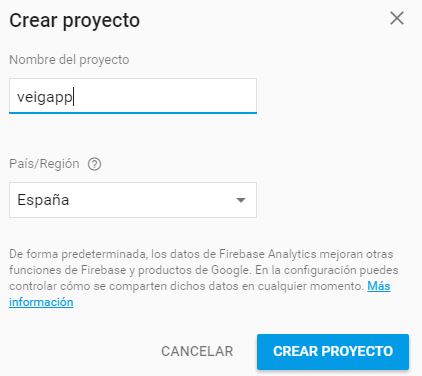 Crear proyecto
Nombre del proyecto
veigapp
País/Región
España
De forma predeterminada, los datos de Firebase Analytics mejoran otras
funciones de Firebase y productos de Google. En la configuración puedes
controlar cómo se comparten dichos datos en cualquier momento. Más
información
CANCELAR CREAR PROYECTO